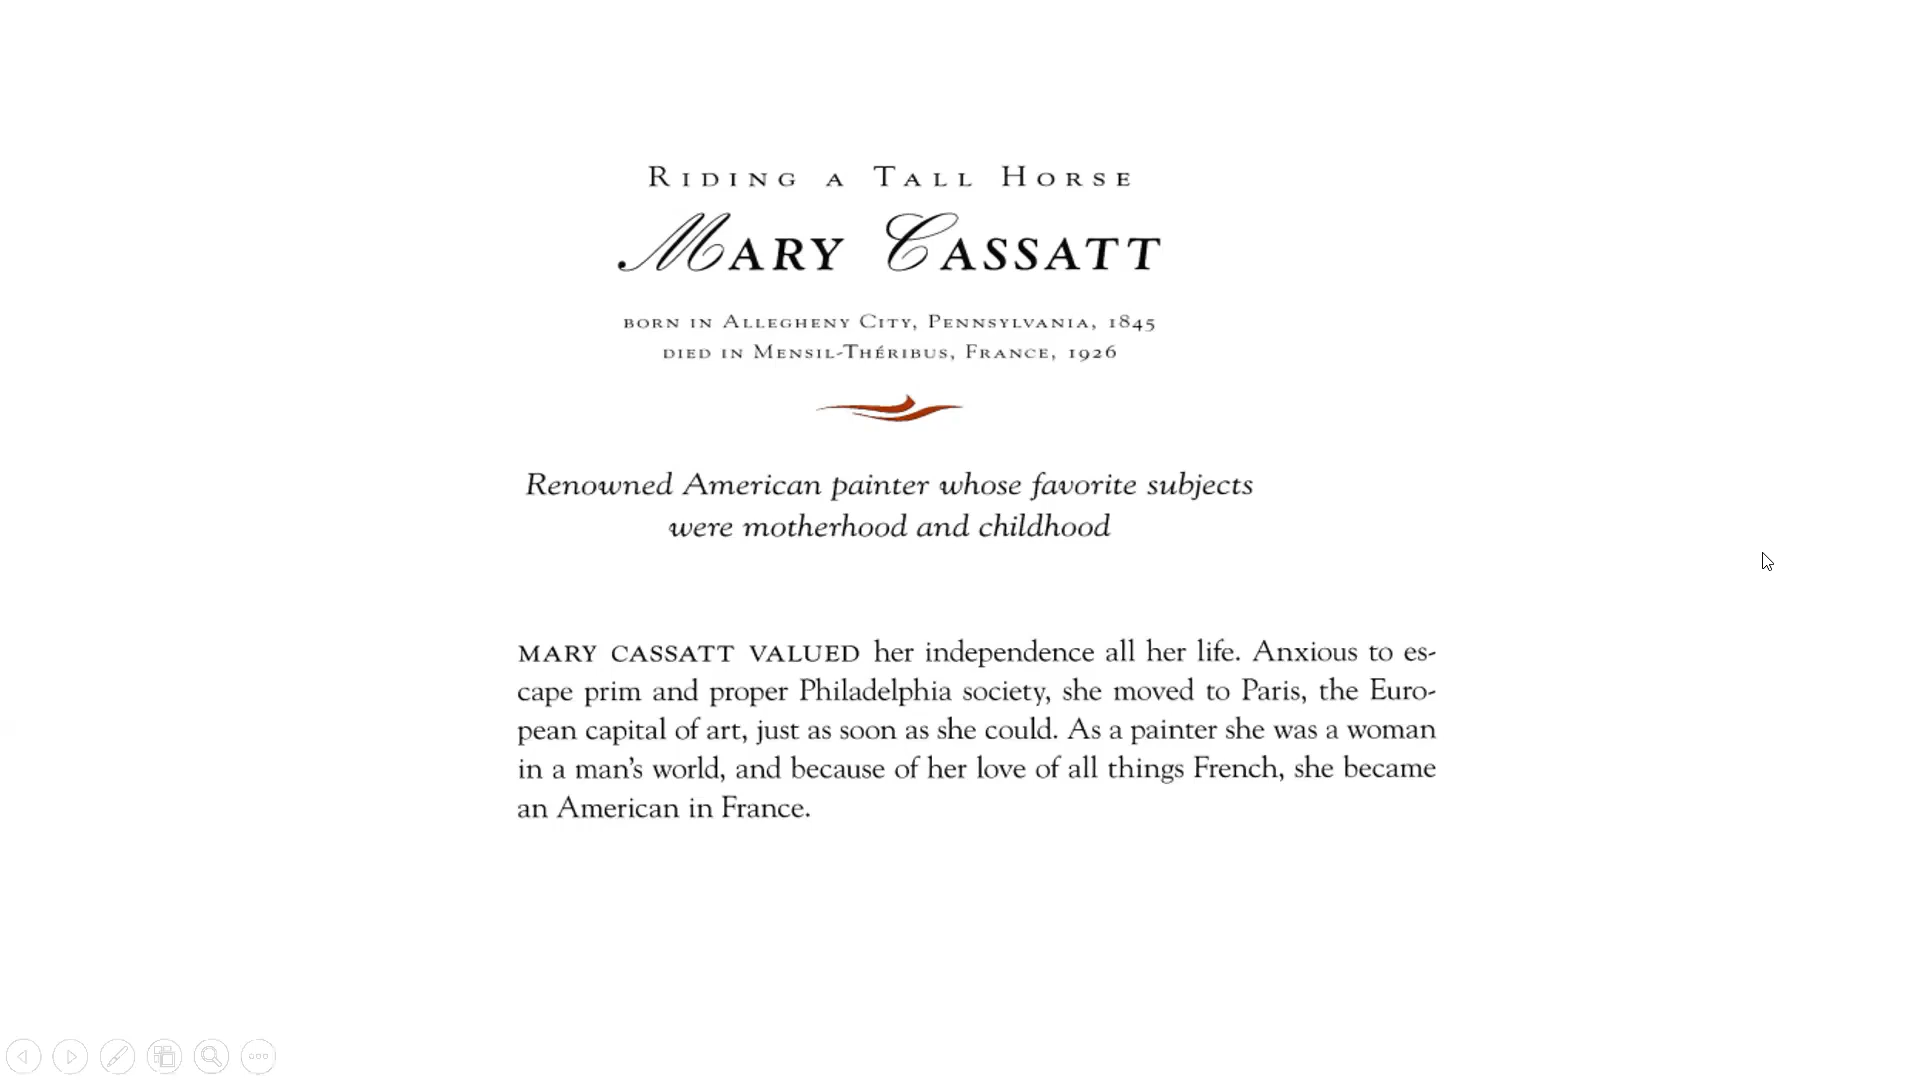 RIDING A TALL HORSE
MARY CASSATT
BORN IN ALLEGHENY CITY, PENNSYLVANIA, 1845
DIED IN MENSIL-THÉRIBUS, FRANCE, 1926
Renowned American painter whose favorite subjects
were motherhood and childhood
MARY CASSATT VALUED her independence all her life. Anxious to es-
cape prim and proper Philadelphia society, she moved to Paris, the Euro-
pean capital of art, just as soon as she could. As a painter she was a woman
in a man's world, and because of her love of all things French, she became
an American in France.